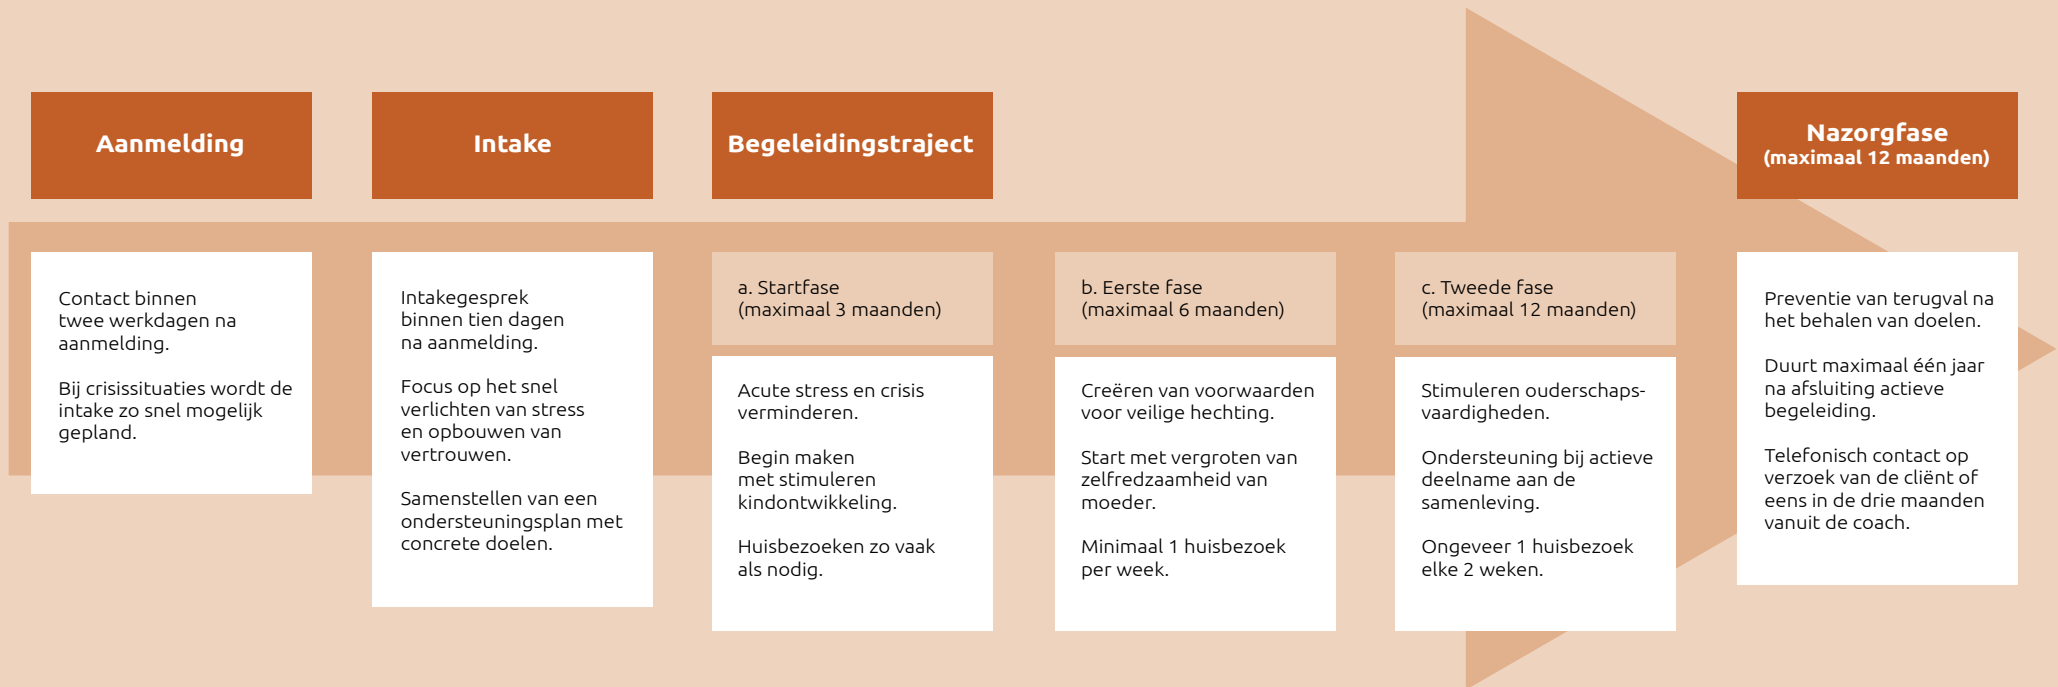 Aanmelding
Contact binnen
twee werkdagen na
aanmelding.
Bij crisissituaties wordt de
intake zo snel mogelijk
gepland.
Intake
Intakegesprek
binnen tien dagen
na aanmelding.
Focus op het snel
verlichten van stress
en opbouwen van
vertrouwen.
Samenstellen van een
ondersteuningsplan met
concrete doelen.
Begeleidingstraject
a. Startfase
(maximaal 3 maanden)
Acute stress en crisis
verminderen.
Begin maken
met stimuleren
kindontwikkeling.
Huisbezoeken zo vaak
als nodig.
b. Eerste fase
(maximaal 6 maanden)
Creëren van voorwaarden
voor veilige hechting.
Start met vergroten van
zelfredzaamheid van
moeder.
Minimaal 1 huisbezoek
per week.
c. Tweede fase
(maximaal 12 maanden)
Stimuleren ouderschaps-
vaardigheden.
Ondersteuning bij actieve
deelname aan de
samenleving.
Ongeveer 1 huisbezoek
elke 2 weken.
Nazorgfase
(maximaal 12 maanden)
Preventie van terugval na
het behalen van doelen.
Duurt maximaal één jaar
na afsluiting actieve
begeleiding.
Telefonisch contact op
verzoek van de cliënt of
eens in de drie maanden
vanuit de coach.